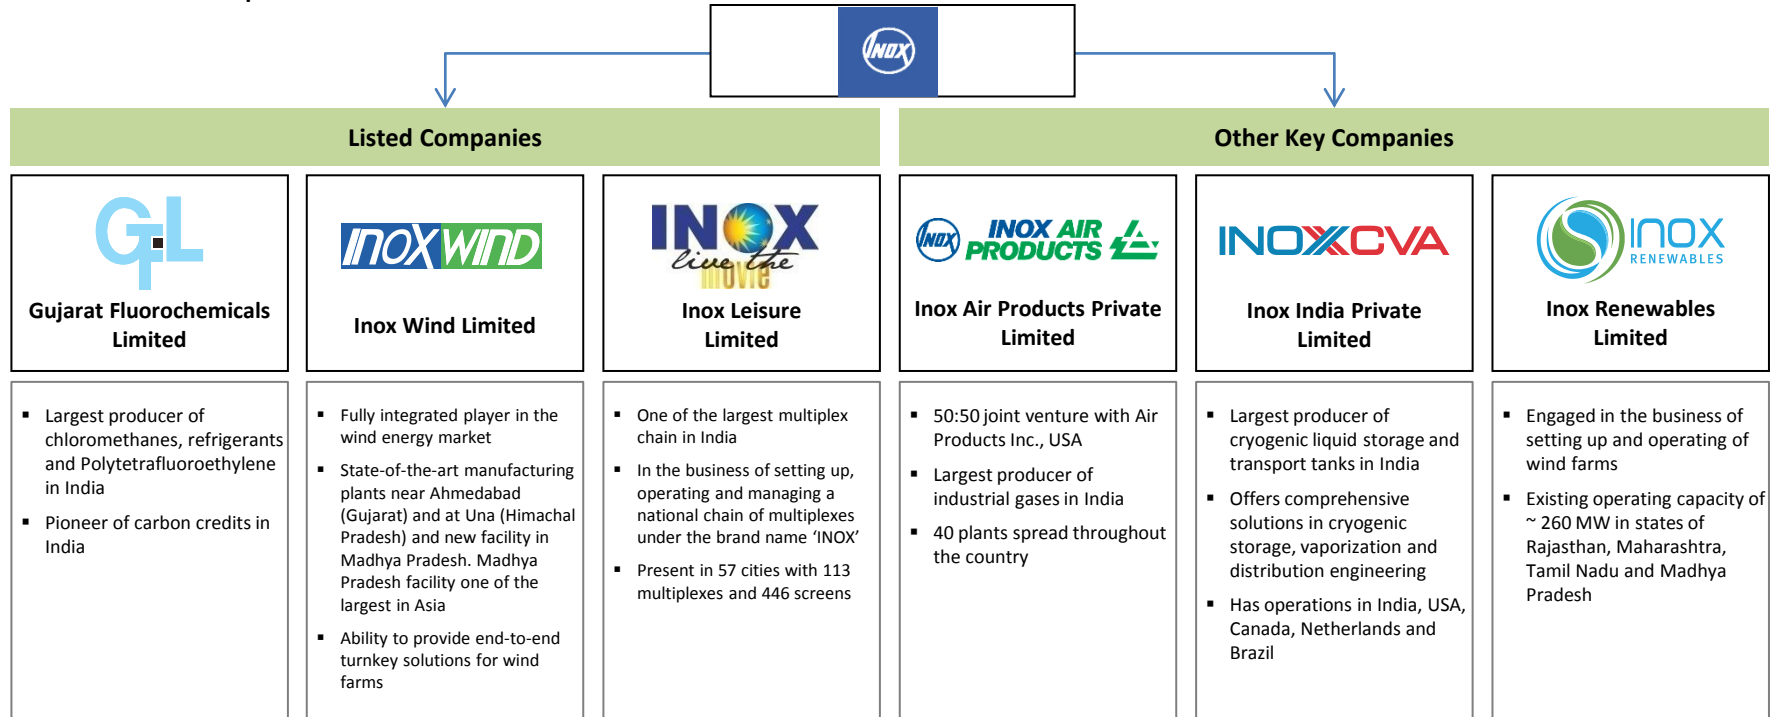 INOX
Listed Companies
Other Key Companies
GFL
Gujarat Fluorochemicals
Limited
INOXWIND
Inox Wind Limited
INOX
live the
movie
Inox Leisure
Limited
INOX
INOX AIR
PRODUCTS
Inox Air Products Private
Limited
INOXCVA
Inox India Private
Limited
INOX
RENEWABLES
Inox Renewables
Limited
▪ Largest producer of
chloromethanes, refrigerants
and Polytetrafluoroethylene
in India
▪ Pioneer of carbon credits in
India
▪ Fully integrated player in the
wind energy market
▪ State-of-the-art manufacturing
plants near Ahmedabad
(Gujarat) and at Una (Himachal
Pradesh) and new facility in
Madhya Pradesh. Madhya
Pradesh facility one of the
largest in Asia
▪ Ability to provide end-to-end
turnkey solutions for wind
farms
▪ One of the largest multiplex
chain in India
▪ In the business of setting up,
operating and managing a
national chain of multiplexes
under the brand name ‘INOX’
▪ Present in 57 cities with 113
multiplexes and 446 screens
▪ 50:50 joint venture with Air
Products Inc., USA
▪ Largest producer of
industrial gases in India
▪ 40 plants spread throughout
the country
▪ Largest producer of
cryogenic liquid storage and
transport tanks in India
▪ Offers comprehensive
solutions in cryogenic
storage, vaporization and
distribution engineering
▪ Has operations in India, USA,
Canada, Netherlands and
Brazil
▪ Engaged in the business of
setting up and operating of
wind farms
▪ Existing operating capacity of
~ 260 MW in states of
Rajasthan, Maharashtra,
Tamil Nadu and Madhya
Pradesh